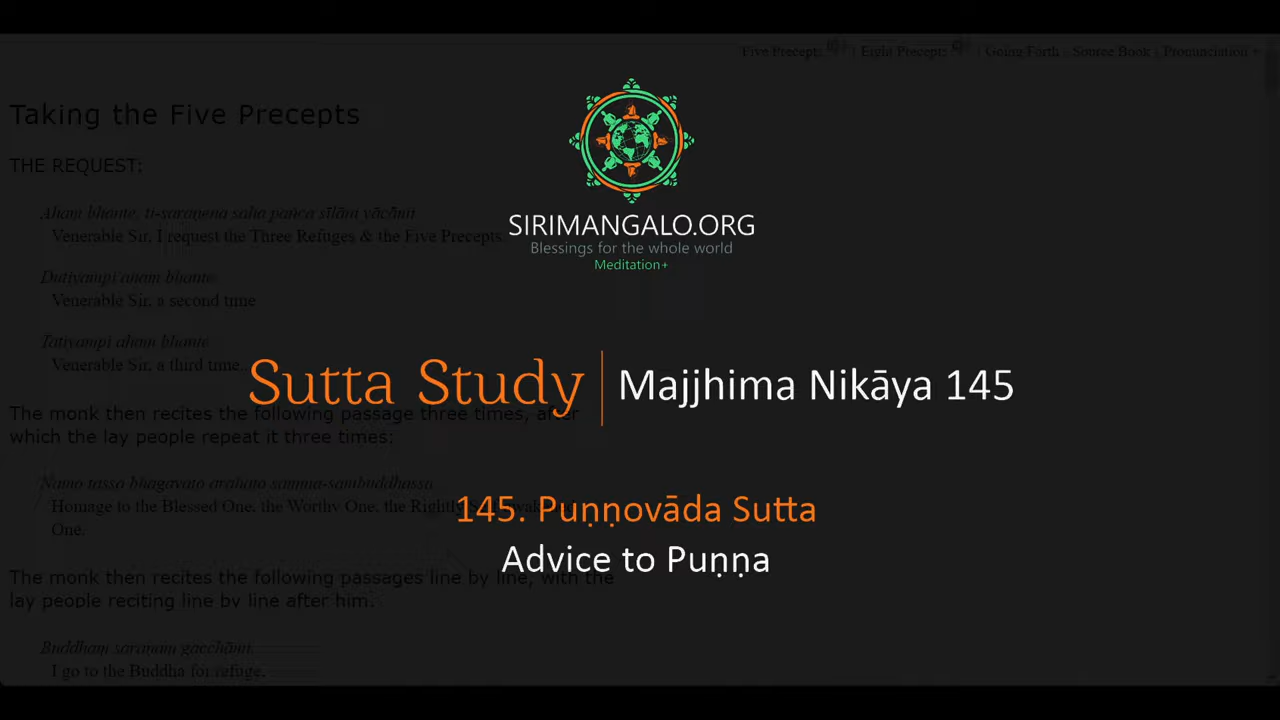 Five Precepts | Eight Precepts | Going Forth | Source Book | Pronunciation
Taking the Five Precepts
THE REQUEST:
SIRIMANGALO.ORG
Blessings for the whole world
Meditation+
Ahaṃ bhante, ti-saraṇena saha pañca sīlāni yācāmi
Venerable Sir, I request the Three Refuges & the Five Precepts.
Dutiyampi ahaṃ bhante
Venerable Sir, a second time
Tatiyampi ahaṃ bhante
Venerable Sir, a third time..
Sutta Study | Majjhima Nikāya 145
The monk then recites the following passage three times, after
which the lay people repeat it three times:
Namo tassa bhagavato arahato samma-sambuddhassa
Homage to the Blessed One, the Worthy One, the Rightly
One.
145. Puṇṇovāda Sutta
Advice to Puṇṇa
The monk then recites the following passages line by line, with the
lay people reciting line by line after him.
Buddhaṃ saraṇaṃ gacchāmi
I go to the Buddha for refuge.